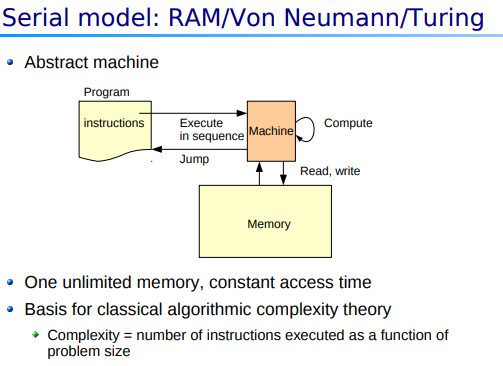 Serial model: RAM/Von Neumann/Turing
Abstract machine
Program
instructions
Execute
in sequence
Machine
Compute
Jump
Read, write
Memory
One unlimited memory, constant access time
Basis for classical algorithmic complexity theory
Complexity = number of instructions executed as a function of
problem size